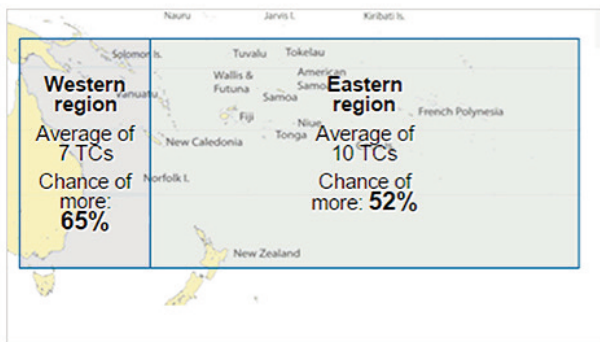 Nauru
Jarvis I.
Kiribati Is.
Solomon Is.
Tuvalu
Tokelau
Wallis &
Futuna
American
Samoa
Samoa
Vanuatu
Fiji
Niue
Tonga
French Polynesia
New Caledonia
Norfolk I.
New Zealand
Western
region
Average of
7 TCs
Chance of
more:
65%
Eastern
region
Average of
10 TCs
Chance of
more: 52%